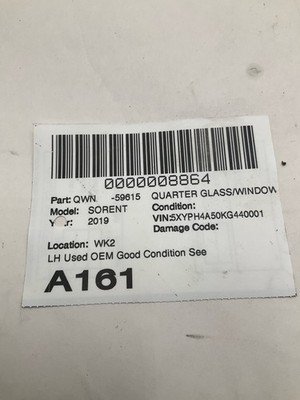 0000008864
Part: QWN -59615 QUARTER GLASS/WINDOW
Model: SORENT Condition:
Year: 2019 VIN:5XYPH4A50KG440001
Damage Code:
Location: WK2
LH Used OEM Good Condition See
A161